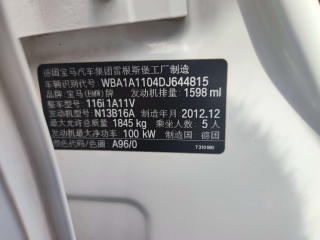 德国宝马汽车集团雷根斯堡工厂制造
车辆识别代号 WBA1A1104DJ644815
品牌 宝马(BMW) 发动机排量: 1598 ml
整车型号: 116i 1A11V
发动机型号: N13B16A 制造年月: 2012.12
最大允许总质量 1845 kg 乘坐人数: 5 人
发动机最大净功率: 100 kW 制造国 德国
颜色代码/色漆: A96/0